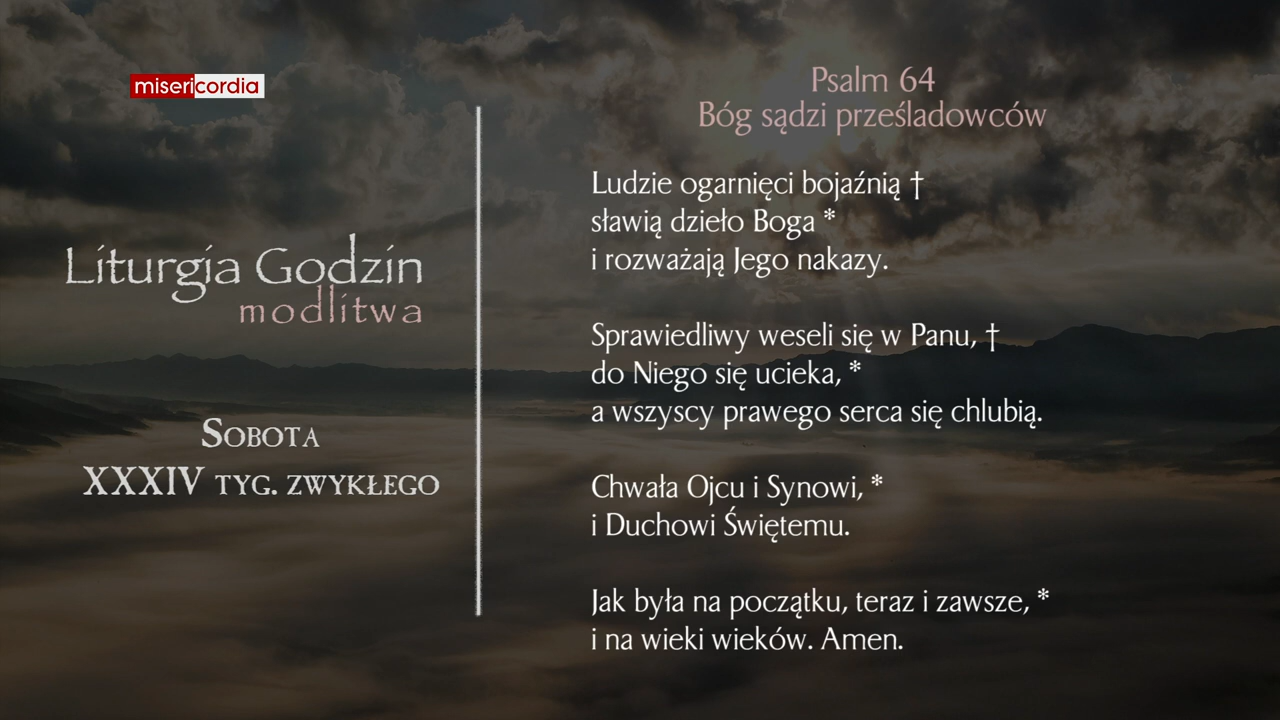 misericordia
Liturgia Godzin
modlitwa
Sobota
XXXIV tyg. zwykłego
Psalm 64
Bóg sądzi prześladowców
Ludzie ogarnięci bojaźnią †
sławią dzieło Boga *
i rozważają Jego nakazy.
Sprawiedliwy weseli się w Panu, †
do Niego się ucieka, *
a wszyscy prawego serca się chlubią.
Chwała Ojcu i Synowi, *
i Duchowi Świętemu.
Jak była na początku, teraz i zawsze, *
i na wieki wieków. Amen.